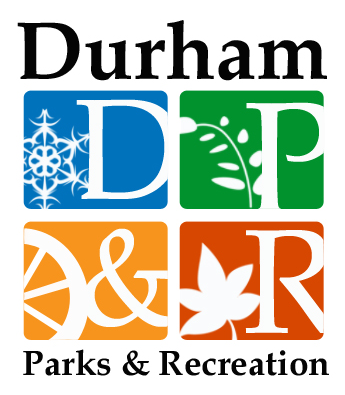 Durham
D P
& R
Parks & Recreation